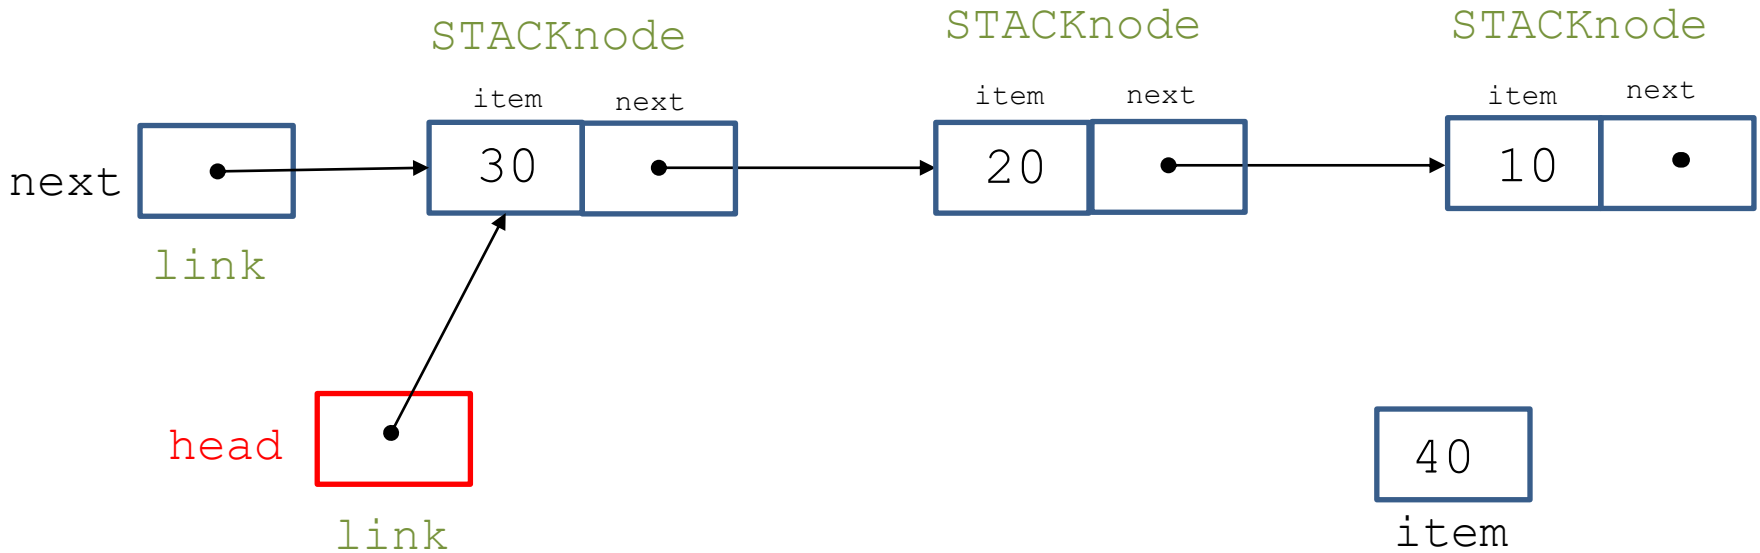 STACKnode STACKnode STACKnode
item next item next item next
next 30 20 10
link
head 40
link item